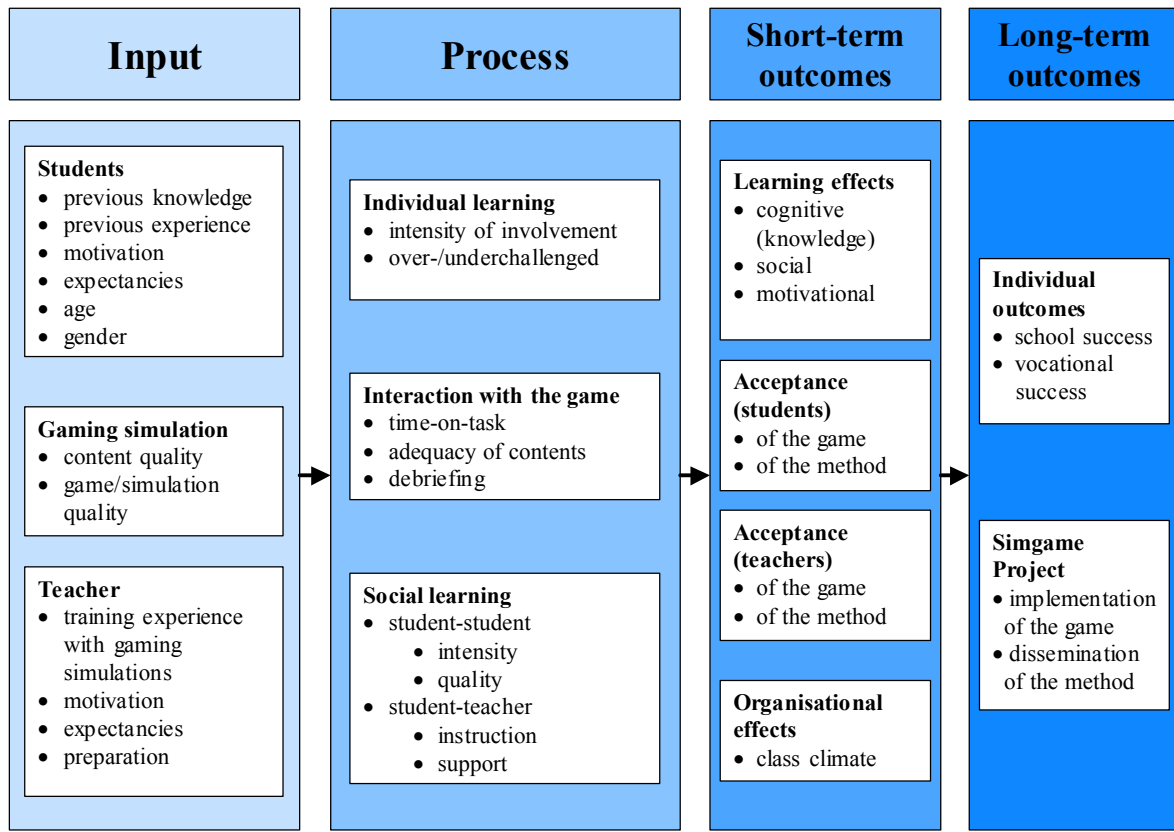 Input
Students
• previous knowledge
• previous experience
• motivation
• expectancies
• age
• gender
Gaming simulation
• content quality
• game/simulation
quality
Teacher
• training experience
with gaming
simulations
• motivation
• expectancies
• preparation
Process
Individual learning
• intensity of involvement
• over-/underchallenged
Interaction with the game
• time-on-task
• adequacy of contents
• debriefing
Social learning
• student-student
• intensity
• quality
• student-teacher
• instruction
• support
Short-term
outcomes
Learning effects
• cognitive
(knowledge)
• social
• motivational
Acceptance
(students)
• of the game
• of the method
Acceptance
(teachers)
• of the game
• of the method
Organisational
effects
• class climate
Long-term
outcomes
Individual
outcomes
• school success
• vocational
success
Simgame
Project
• implementation
of the game
• dissemination
of the method